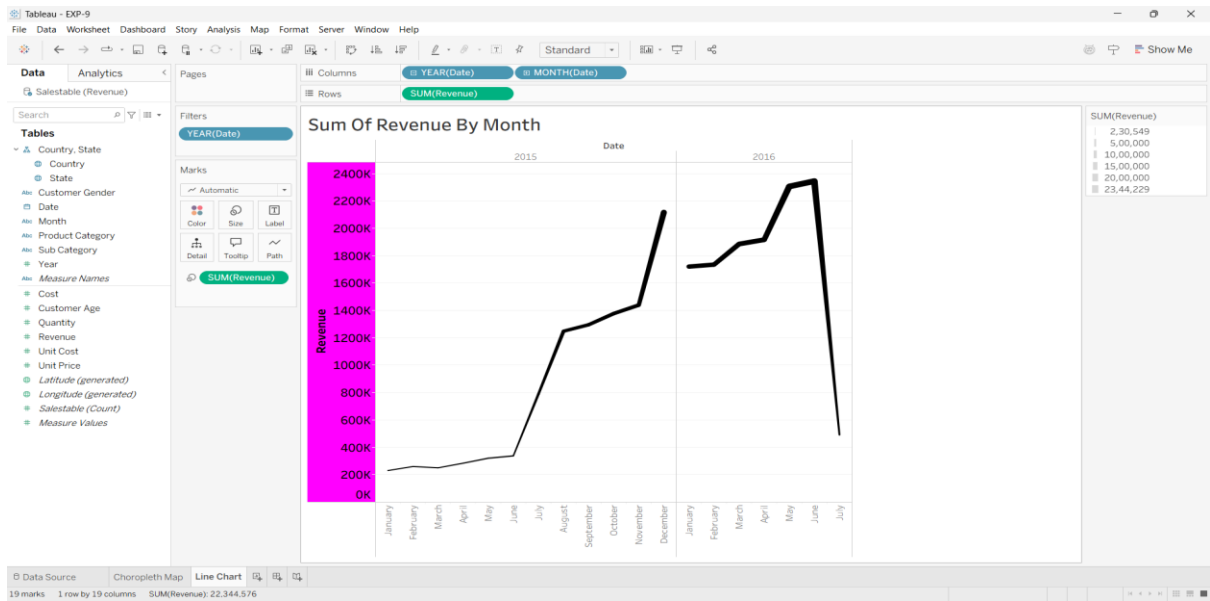 Tableau - EXP-9
File Data Worksheet Dashboard Story Analysis Map Format Server Window Help
Standard
Show Me
Data Analytics
Salestable (Revenue)
Search
Tables
Country, State
Country
State
Abc Customer Gender
Date
Abc Month
Abc Product Category
Abc Sub Category
# Year
Abc Measure Names
# Cost
# Customer Age
# Quantity
# Revenue
# Unit Cost
# Unit Price
Latitude (generated)
Longitude (generated)
# Salestable (Count)
# Measure Values
Pages
Filters
YEAR(Date)
Marks
Automatic
Color Size Label
Detail Tooltip Path
SUM(Revenue)
Columns YEAR(Date) MONTH(Date)
Rows SUM(Revenue)
Sum Of Revenue By Month
Date
2015 2016
Revenue
2400K
2200K
2000K
1800K
1600K
1400K
1200K
1000K
800K
600K
400K
200K
0K
January
February
March
April
May
June
July
August
September
October
November
December
January
February
March
April
May
June
July
SUM(Revenue)
2,30,549
5,00,000
10,00,000
15,00,000
20,00,000
23,44,229
Data Source Choropleth Map Line Chart
19 marks 1 row by 19 columns SUM(Revenue): 22,344,576